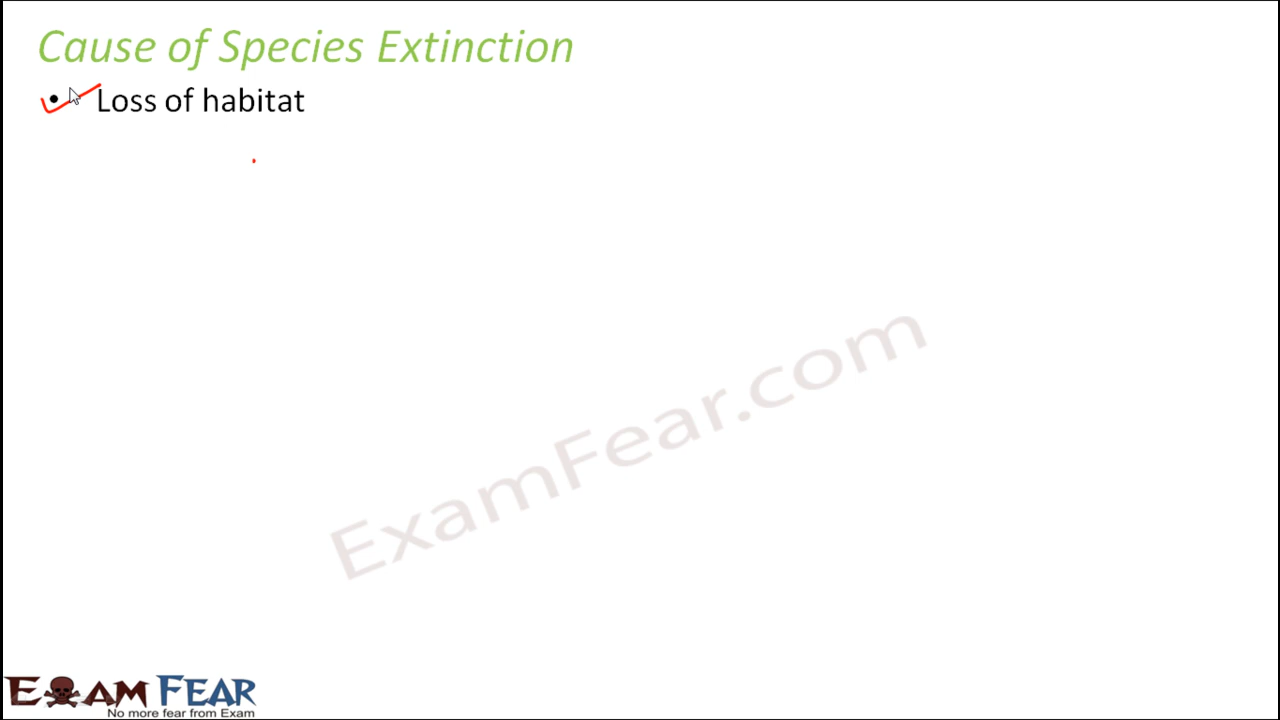 Cause of Species Extinction
• Loss of habitat
ExamFear.com
EXAM FEAR
No more fear from Exam